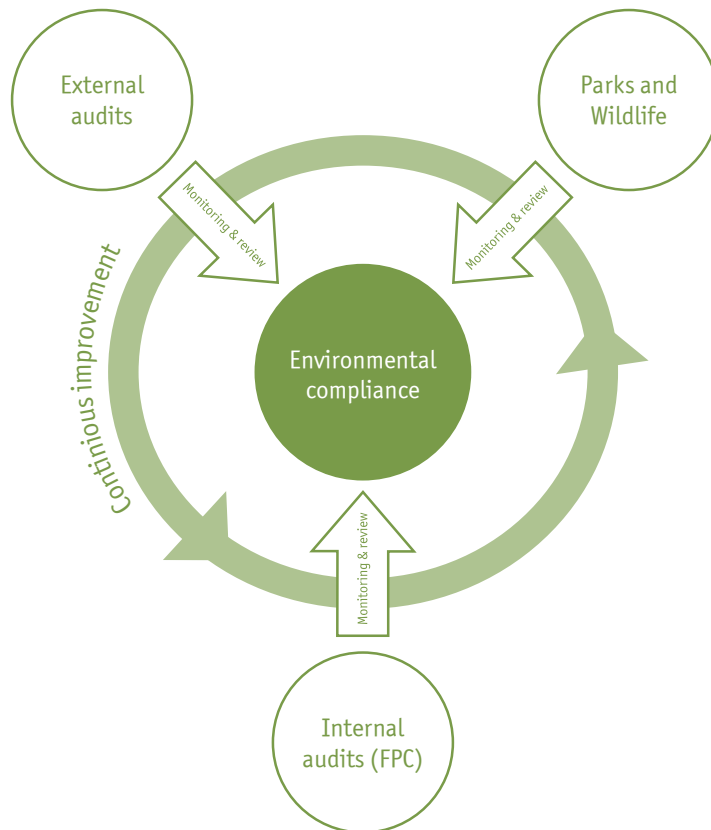 External
audits
Parks and
Wildlife
Monitoring & review
Monitoring & review
Continious improvement
Environmental
compliance
Monitoring & review
Internal
audits (FPC)